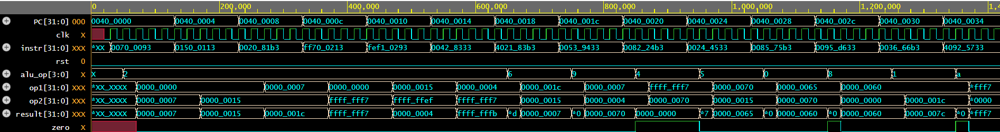 0 200,000 400,000 600,000 800,000 1,000,000 1,200,000 1,4
PC[31:0] 000 0040_0000 0040_0004 0040_0008 0040_000c 0040_0010 0040_0014 0040_0018 0040_001c 0040_0020 0040_0024 0040_0028 0040_002c 0040_0030 0040_0034
clk X
instr[31:0] XXX *XX 0070_0093 0150_0113 0020_81b3 ff70_0213 fef1_0293 0042_8333 4021_83b3 0053_9433 0082_24b3 0024_4533 0085_75b3 0095_d633 0036_66b3 4092_5733
rst 0
alu_op[3:0] X X 2 6 9 4 5 0 8 1 a
op1[31:0] XXX *XX_XXXX 0000_0000 0000_0007 0000_0000 0000_0015 0000_0004 0000_001c 0000_0007 ffff_fff7 0000_0070 0000_0065 0000_0060 *fff7
op2[31:0] XXX *XX_XXXX 0000_0007 0000_0015 ffff_fff7 ffff_ffef ffff_fff7 0000_0015 0000_0004 0000_0070 0000_0015 0000_0070 0000_0000 0000_001c *0000
result[31:0] XXX *XX_XXXX 0000_0007 0000_0015 0000_001c ffff_fff7 0000_0004 ffff_fffb *d 0000_0007 *0 0000_0070 0000_0000 *7 0000_0065 *0 0000_0060 *0 0000_0060 0000_007c *0 *fff7
zero X